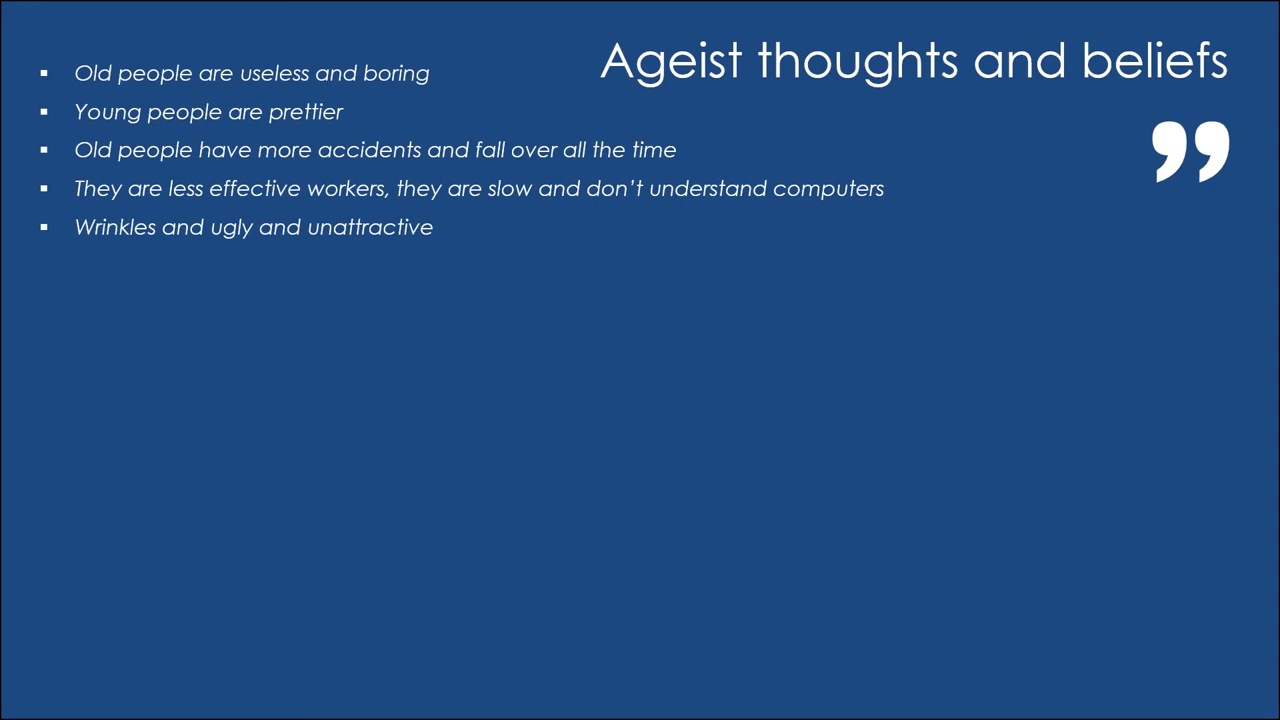 Ageist thoughts and beliefs
”
▪ Old people are useless and boring
▪ Young people are prettier
▪ Old people have more accidents and fall over all the time
▪ They are less effective workers, they are slow and don’t understand computers
▪ Wrinkles and ugly and unattractive